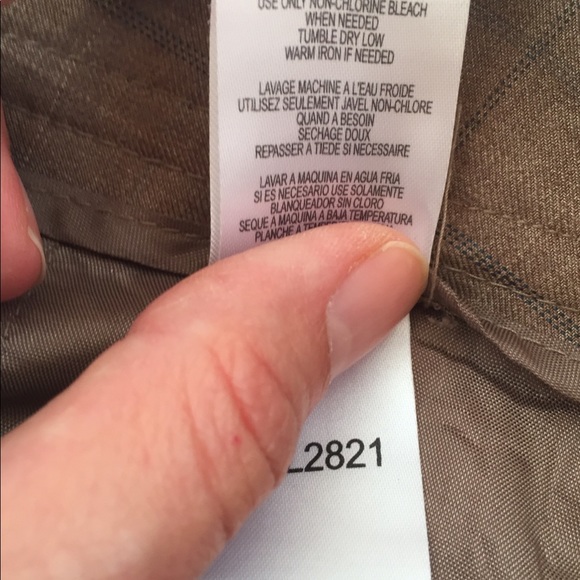 USE ONLY NON-CHLORINE BLEACH
WHEN NEEDED
TUMBLE DRY LOW
WARM IRON IF NEEDED
LAVAGE MACHINE A L'EAU FROIDE
UTILISEZ SEULEMENT JAVEL NON-CHLORE
QUAND A BESOIN
SECHAGE DOUX
REPASSER A TIEDE SI NECESSAIRE
LAVAR A MAQUINA EN AGUA FRIA
SI ES NECESARIO USE SOLAMENTE
BLANQUEADOR SIN CLORO
SEQUE A MAQUINA A BAJA TEMPERATURA
PLANCHE A
L2821